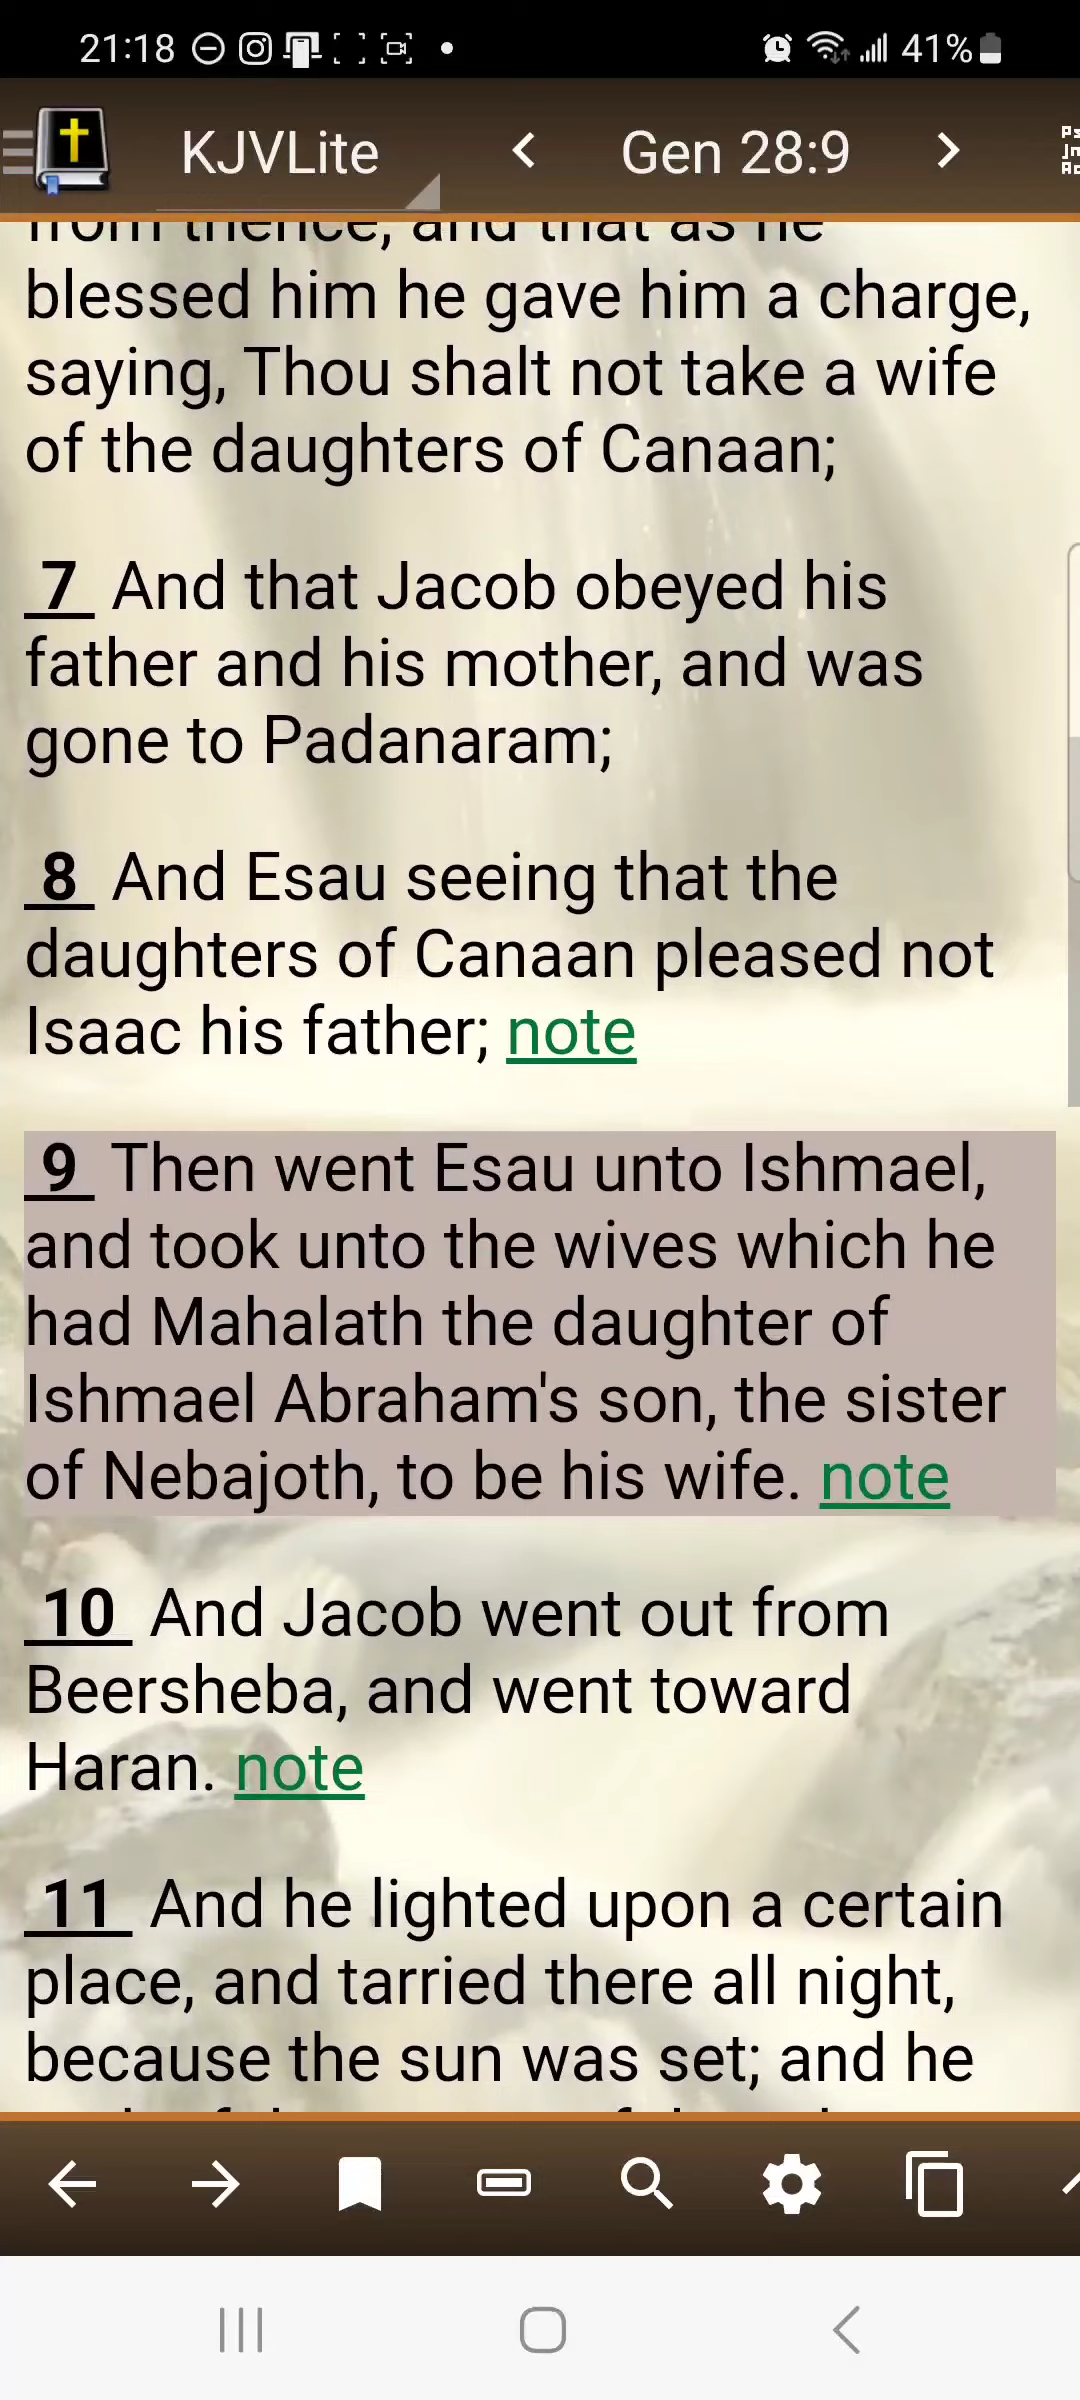 21:18 41%
KJVLite < Gen 28:9 >
from thence, and that as he
blessed him he gave him a charge,
saying, Thou shalt not take a wife
of the daughters of Canaan;
7 And that Jacob obeyed his
father and his mother, and was
gone to Padanaram;
8 And Esau seeing that the
daughters of Canaan pleased not
Isaac his father; note
9 Then went Esau unto Ishmael,
and took unto the wives which he
had Mahalath the daughter of
Ishmael Abraham's son, the sister
of Nebajoth, to be his wife. note
10 And Jacob went out from
Beersheba, and went toward
Haran. note
11 And he lighted upon a certain
place, and tarried there all night,
because the sun was set; and he